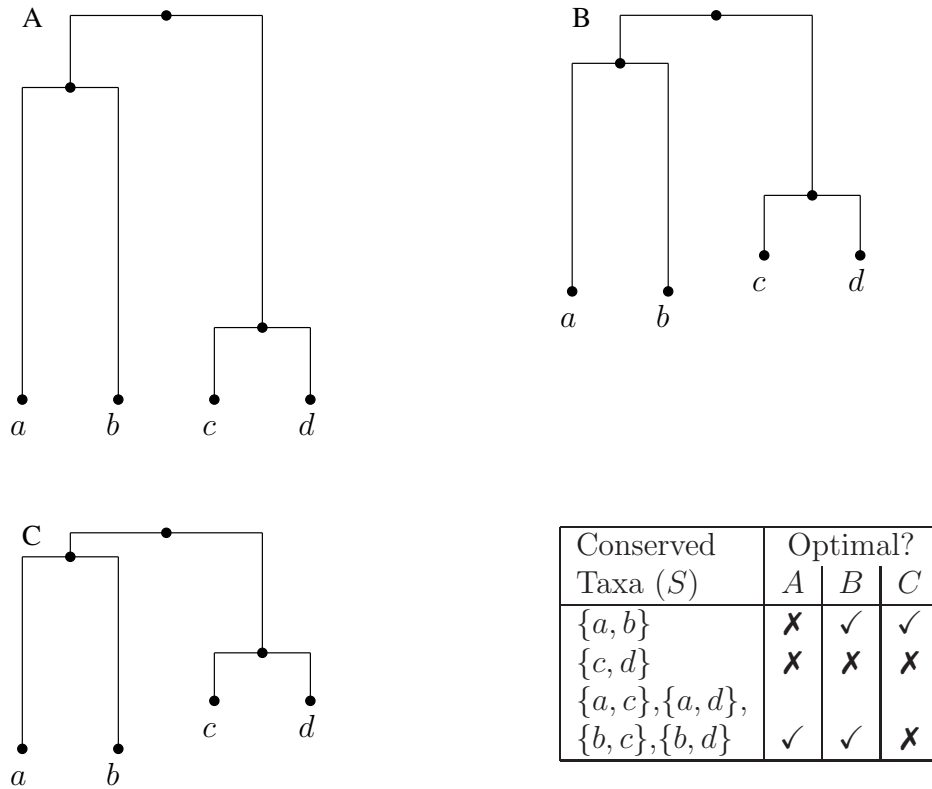 A
B
a b c d
c d
a b
C
c d
a b
Conserved Optimal?
Taxa (S) A B C
{a, b} ✗ ✓ ✓
{c, d} ✗ ✗ ✗
{a, c},{a, d},
{b, c},{b, d} ✓ ✓ ✗